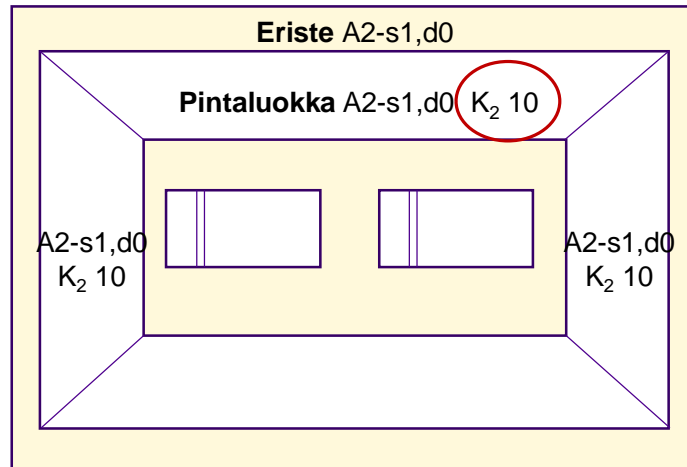 Eriste A2-s1,d0
Pintaluokka A2-s1,d0 K₂ 10
A2-s1,d0
K₂ 10
A2-s1,d0
K₂ 10